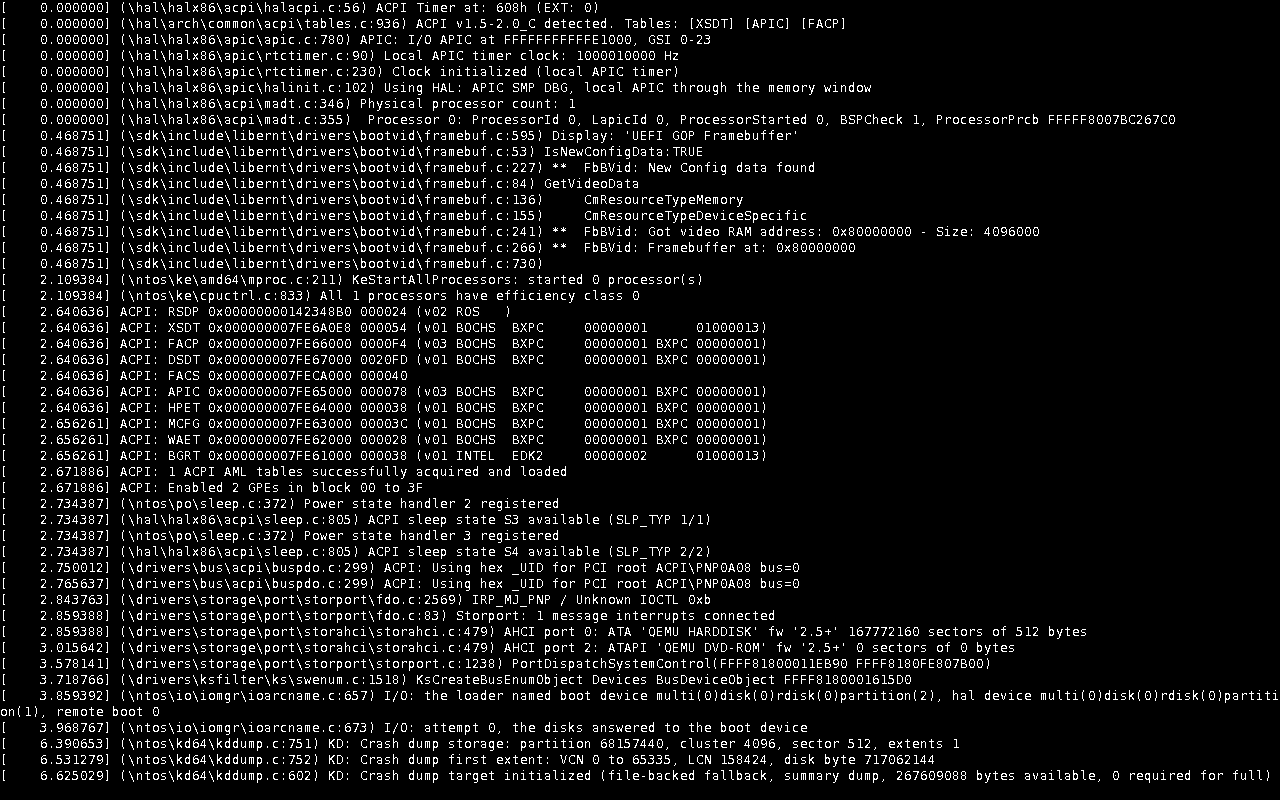 [    0.000000] (\hal\halx86\acpi\halacpi.c:56) ACPI Timer at: 608h (EXT: 0)
[    0.000000] (\hal\arch\common\acpi\tables.c:936) ACPI v1.5-2.0_C detected. Tables: [XSDT] [APIC] [FACP]
[    0.000000] (\hal\halx86\apic\apic.c:780) APIC: I/O APIC at FFFFFFFFFFFE1000, GSI 0-23
[    0.000000] (\hal\halx86\apic\rtctimer.c:90) Local APIC timer clock: 1000010000 Hz
[    0.000000] (\hal\halx86\apic\rtctimer.c:230) Clock initialized (local APIC timer)
[    0.000000] (\hal\halx86\apic\halinit.c:102) Using HAL: APIC SMP DBG, local APIC through the memory window
[    0.000000] (\hal\halx86\acpi\madt.c:346) Physical processor count: 1
[    0.000000] (\hal\halx86\acpi\madt.c:355)  Processor 0: ProcessorId 0, LapicId 0, ProcessorStarted 0, BSPCheck 1, ProcessorPrcb FFFFF8007BC267C0
[    0.468751] (\sdk\include\libernt\drivers\bootvid\framebuf.c:595) Display: 'UEFI GOP Framebuffer'
[    0.468751] (\sdk\include\libernt\drivers\bootvid\framebuf.c:53) IsNewConfigData:TRUE
[    0.468751] (\sdk\include\libernt\drivers\bootvid\framebuf.c:227) **  FbBVid: New Config data found
[    0.468751] (\sdk\include\libernt\drivers\bootvid\framebuf.c:84) GetVideoData
[    0.468751] (\sdk\include\libernt\drivers\bootvid\framebuf.c:136)     CmResourceTypeMemory
[    0.468751] (\sdk\include\libernt\drivers\bootvid\framebuf.c:155)     CmResourceTypeDeviceSpecific
[    0.468751] (\sdk\include\libernt\drivers\bootvid\framebuf.c:241) **  FbBVid: Got video RAM address: 0x80000000 - Size: 4096000
[    0.468751] (\sdk\include\libernt\drivers\bootvid\framebuf.c:266) **  FbBVid: Framebuffer at: 0x80000000
[    0.468751] (\sdk\include\libernt\drivers\bootvid\framebuf.c:730)
[    2.109384] (\ntos\ke\amd64\mproc.c:211) KeStartAllProcessors: started 0 processor(s)
[    2.109384] (\ntos\ke\cpuctrl.c:833) All 1 processors have efficiency class 0
[    2.640636] ACPI: RSDP 0x00000000142348B0 000024 (v02 ROS   )
[    2.640636] ACPI: XSDT 0x000000007FE6A0E8 000054 (v01 BOCHS  BXPC     00000001      01000013)
[    2.640636] ACPI: FACP 0x000000007FE66000 0000F4 (v03 BOCHS  BXPC     00000001 BXPC 00000001)
[    2.640636] ACPI: DSDT 0x000000007FE67000 0020FD (v01 BOCHS  BXPC     00000001 BXPC 00000001)
[    2.640636] ACPI: FACS 0x000000007FECA000 000040
[    2.640636] ACPI: APIC 0x000000007FE65000 000078 (v03 BOCHS  BXPC     00000001 BXPC 00000001)
[    2.640636] ACPI: HPET 0x000000007FE64000 000038 (v01 BOCHS  BXPC     00000001 BXPC 00000001)
[    2.656261] ACPI: MCFG 0x000000007FE63000 00003C (v01 BOCHS  BXPC     00000001 BXPC 00000001)
[    2.656261] ACPI: WAET 0x000000007FE62000 000028 (v01 BOCHS  BXPC     00000001 BXPC 00000001)
[    2.656261] ACPI: BGRT 0x000000007FE61000 000038 (v01 INTEL  EDK2     00000002      01000013)
[    2.671886] ACPI: 1 ACPI AML tables successfully acquired and loaded
[    2.671886] ACPI: Enabled 2 GPEs in block 00 to 3F
[    2.734387] (\ntos\po\sleep.c:372) Power state handler 2 registered
[    2.734387] (\hal\halx86\acpi\sleep.c:805) ACPI sleep state S3 available (SLP_TYP 1/1)
[    2.734387] (\ntos\po\sleep.c:372) Power state handler 3 registered
[    2.734387] (\hal\halx86\acpi\sleep.c:805) ACPI sleep state S4 available (SLP_TYP 2/2)
[    2.750012] (\drivers\bus\acpi\buspdo.c:299) ACPI: Using hex _UID for PCI root ACPI\PNP0A08 bus=0
[    2.765637] (\drivers\bus\acpi\buspdo.c:299) ACPI: Using hex _UID for PCI root ACPI\PNP0A08 bus=0
[    2.843763] (\drivers\storage\port\storport\fdo.c:2569) IRP_MJ_PNP / Unknown IOCTL 0xb
[    2.859388] (\drivers\storage\port\storport\fdo.c:83) Storport: 1 message interrupts connected
[    2.859388] (\drivers\storage\port\storahci\storahci.c:479) AHCI port 0: ATA 'QEMU HARDDISK' fw '2.5+' 167772160 sectors of 512 bytes
[    3.015642] (\drivers\storage\port\storahci\storahci.c:479) AHCI port 2: ATAPI 'QEMU DVD-ROM' fw '2.5+' 0 sectors of 0 bytes
[    3.578141] (\drivers\storage\port\storport\storport.c:1238) PortDispatchSystemControl(FFFF81800011EB90 FFFF8180FE807B00)
[    3.718766] (\drivers\ksfilter\ks\swenum.c:1518) KsCreateBusEnumObject Devices BusDeviceObject FFFF8180001615D0
[    3.859392] (\ntos\io\iomgr\ioarcname.c:657) I/O: the loader named boot device multi(0)disk(0)rdisk(0)partition(2), hal device multi(0)disk(0)rdisk(0)partiti
on(1), remote boot 0
[    3.968767] (\ntos\io\iomgr\ioarcname.c:673) I/O: attempt 0, the disks answered to the boot device
[    6.390653] (\ntos\kd64\kddump.c:751) KD: Crash dump storage: partition 68157440, cluster 4096, sector 512, extents 1
[    6.531279] (\ntos\kd64\kddump.c:752) KD: Crash dump first extent: VCN 0 to 65335, LCN 158424, disk byte 717062144
[    6.625029] (\ntos\kd64\kddump.c:602) KD: Crash dump target initialized (file-backed fallback, summary dump, 267609088 bytes available, 0 required for full)